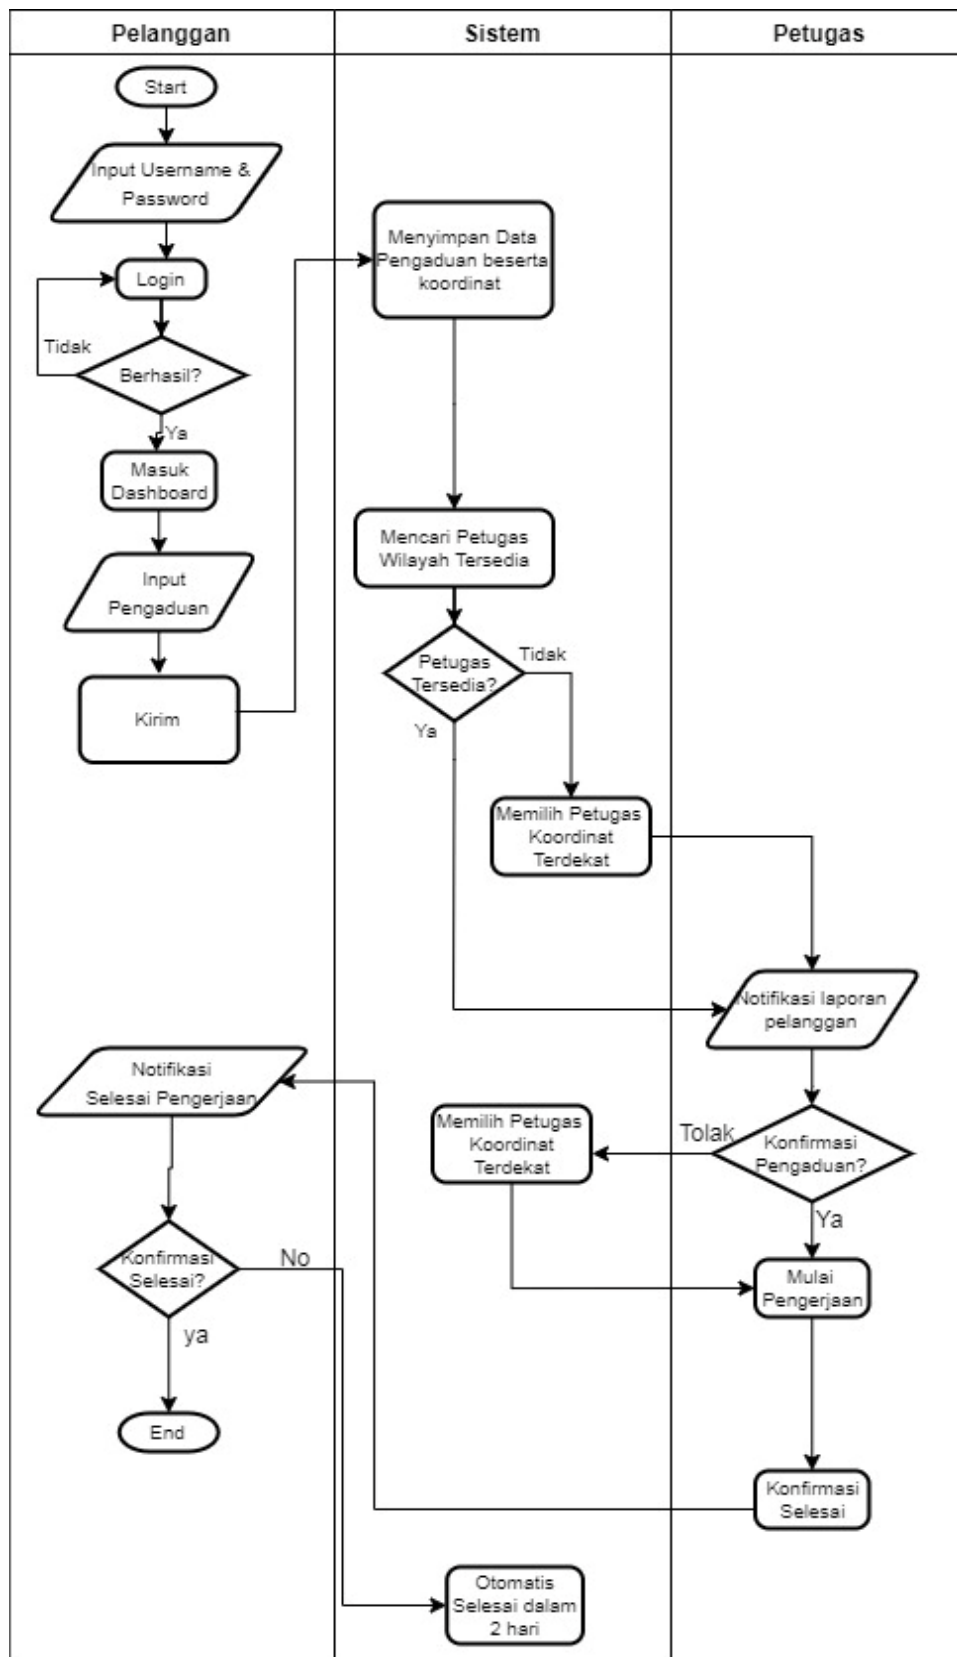 Pelanggan
Sistem
Petugas
Start
Input Username &
Password
Login
Tidak
Berhasil?
Ya
Masuk
Dashboard
Input
Pengaduan
Kirim
Menyimpan Data
Pengaduan beserta
koordinat
Mencari Petugas
Wilayah Tersedia
Petugas
Tersedia?
Tidak
Ya
Memilih Petugas
Koordinat
Terdekat
Notifikasi laporan
pelanggan
Konfirmasi
Pengaduan?
Tolak
Ya
Memilih Petugas
Koordinat
Terdekat
Mulai
Pengerjaan
Konfirmasi
Selesai
Notifikasi
Selesai Pengerjaan
Konfirmasi
Selesai?
No
ya
End
Otomatis
Selesai dalam
2 hari